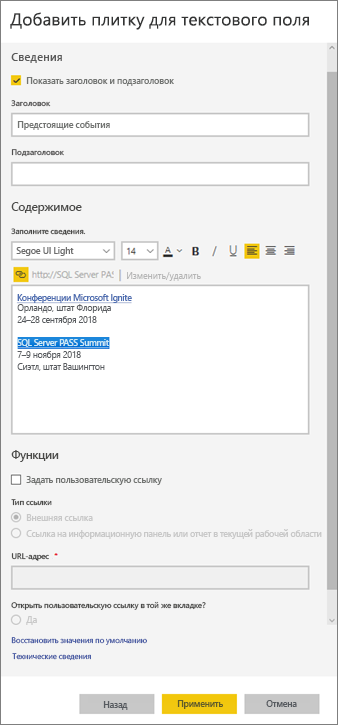 Добавить плитку для текстового поля
Сведения
Показать заголовок и подзаголовок
Заголовок
Предстоящие события
Подзаголовок
Содержимое
Заполните сведения.
Segoe UI Light 14 A B I U
http://SQL Server PAS Изменить/удалить
Конференции Microsoft Ignite
Орландо, штат Флорида
24–28 сентября 2018
SQL Server PASS Summit
7–9 ноября 2018
Сиэтл, штат Вашингтон
Функции
Задать пользовательскую ссылку
Тип ссылки
Внешняя ссылка
Ссылка на информационную панель или отчет в текущей рабочей области
URL-адрес *
Открыть пользовательскую ссылку в той же вкладке?
Да
Восстановить значения по умолчанию
Технические сведения
Назад Применить Отмена